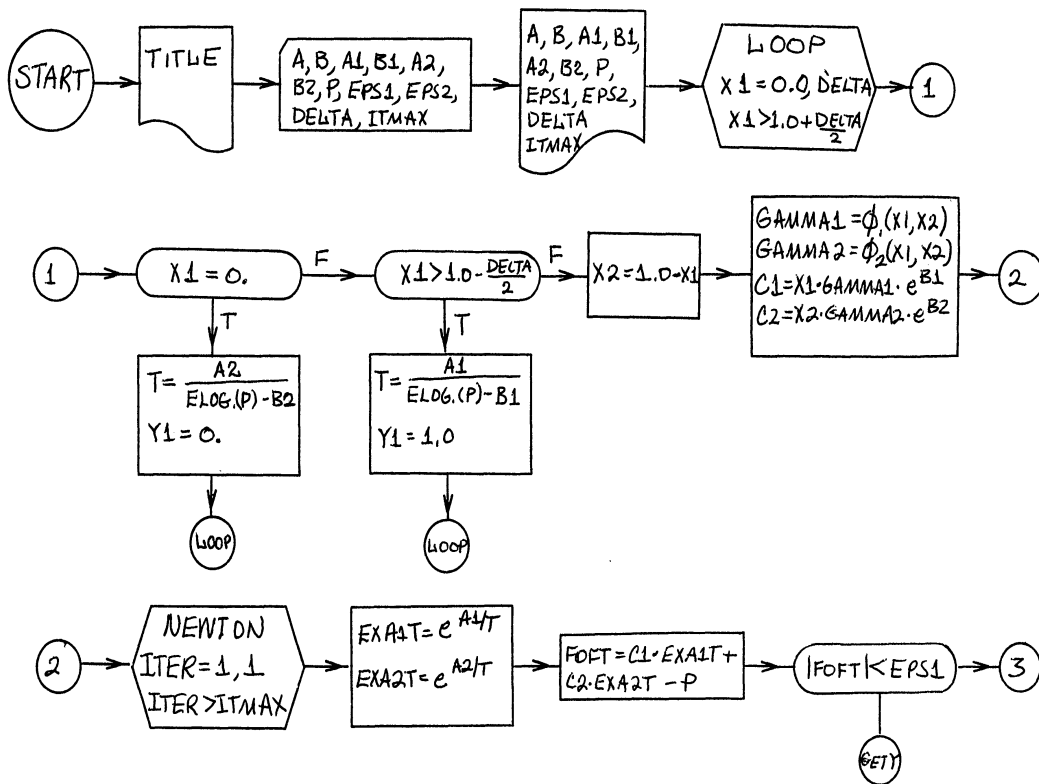 START
TITLE
A, B, A1, B1, A2,
B2, P, EPS1, EPS2,
DELTA, ITMAX
A, B, A1, B1,
A2, B2, P,
EPS1, EPS2,
DELTA
ITMAX
LOOP
X1 = 0.0, DELTA
X1 > 1.0 + DELTA/2
1
1
X1 = 0.
F
X1 > 1.0 - DELTA/2
F
X2 = 1.0 - X1
GAMMA1 = ϕ₁(X1, X2)
GAMMA2 = ϕ₂(X1, X2)
C1 = X1·GAMMA1·e^B1
C2 = X2·GAMMA2·e^B2
2
T
T
T = A2/(ELOG.(P) - B2)
Y1 = 0.
T = A1/(ELOG.(P) - B1)
Y1 = 1.0
LOOP
LOOP
2
NEWTON
ITER = 1, 1
ITER > ITMAX
EXA1T = e^A1/T
EXA2T = e^A2/T
FOFT = C1·EXA1T +
C2·EXA2T - P
|FOFT| < EPS1
3
GETY